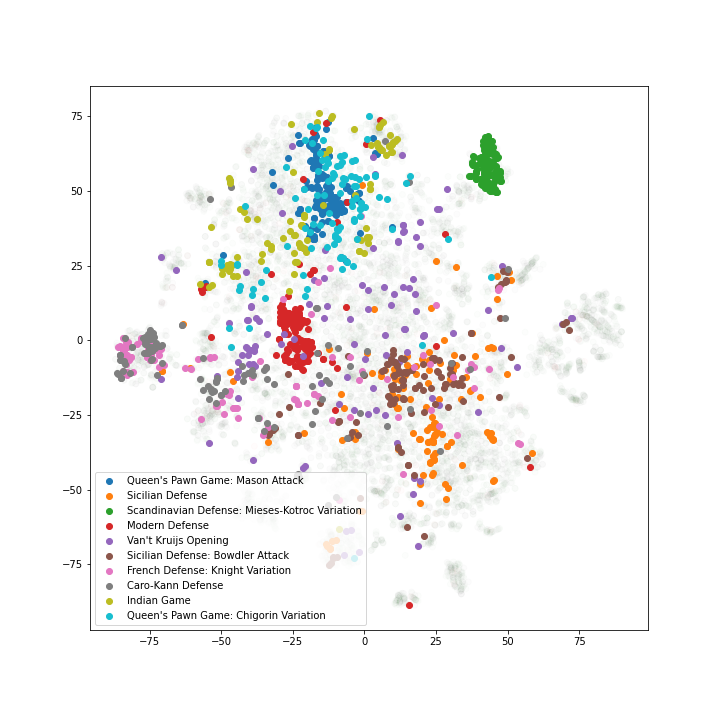 75
50
25
0
−25
−50
−75
Queen's Pawn Game: Mason Attack
Sicilian Defense
Scandinavian Defense: Mieses-Kotroc Variation
Modern Defense
Van't Kruijs Opening
Sicilian Defense: Bowdler Attack
French Defense: Knight Variation
Caro-Kann Defense
Indian Game
Queen's Pawn Game: Chigorin Variation
−75 −50 −25 0 25 50 75